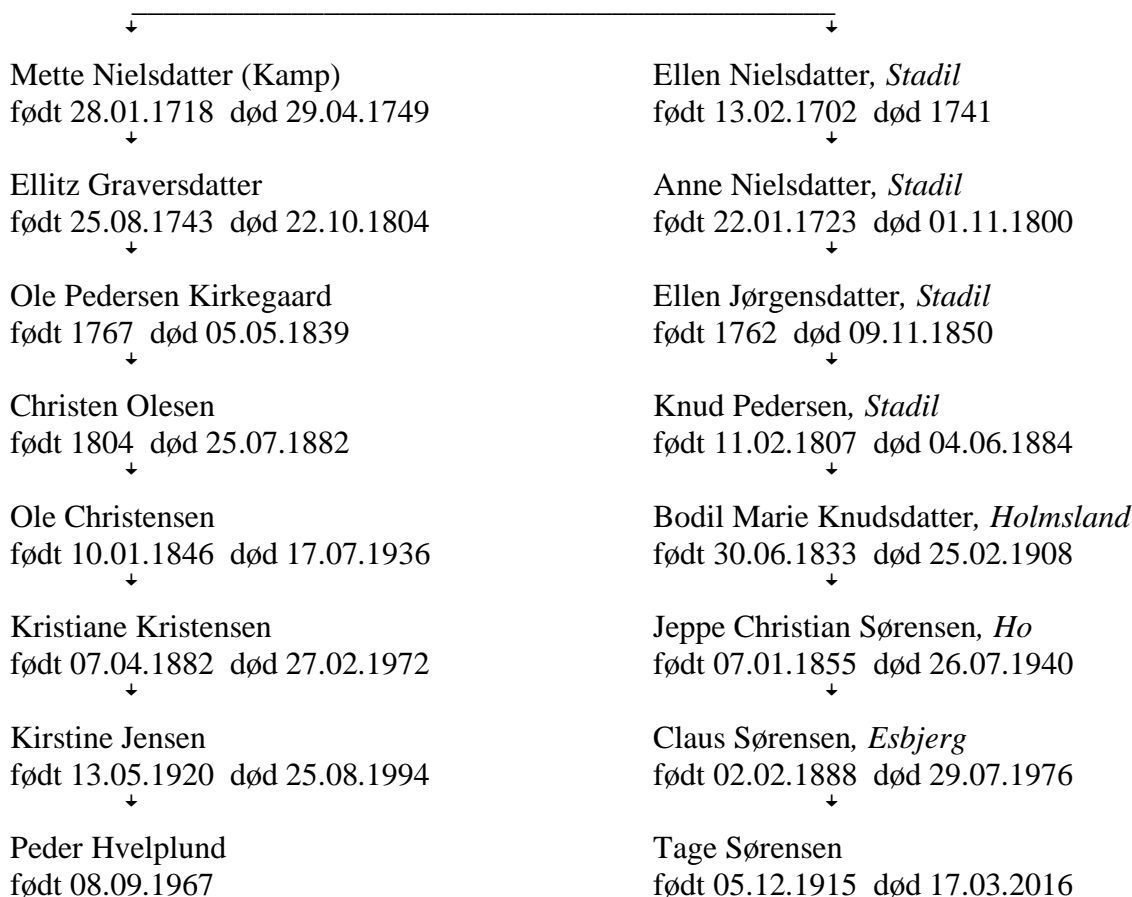 Mette Nielsdatter (Kamp)
født 28.01.1718 død 29.04.1749
Ellitz Graversdatter
født 25.08.1743 død 22.10.1804
Ole Pedersen Kirkegaard
født 1767 død 05.05.1839
Christen Olesen
født 1804 død 25.07.1882
Ole Christensen
født 10.01.1846 død 17.07.1936
Kristiane Kristensen
født 07.04.1882 død 27.02.1972
Kirstine Jensen
født 13.05.1920 død 25.08.1994
Peder Hvelplund
født 08.09.1967
Ellen Nielsdatter, Stadil
født 13.02.1702 død 1741
Anne Nielsdatter, Stadil
født 22.01.1723 død 01.11.1800
Ellen Jørgensdatter, Stadil
født 1762 død 09.11.1850
Knud Pedersen, Stadil
født 11.02.1807 død 04.06.1884
Bodil Marie Knudsdatter, Holmsland
født 30.06.1833 død 25.02.1908
Jeppe Christian Sørensen, Ho
født 07.01.1855 død 26.07.1940
Claus Sørensen, Esbjerg
født 02.02.1888 død 29.07.1976
Tage Sørensen
født 05.12.1915 død 17.03.2016